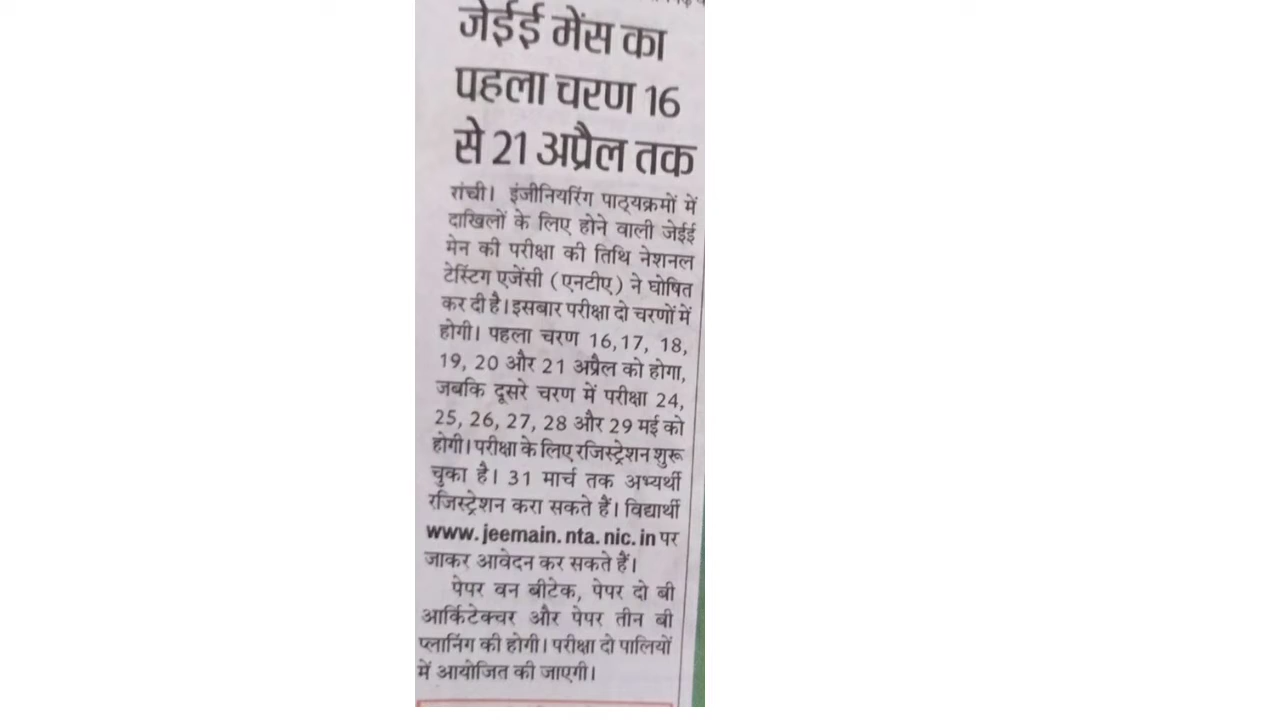 जेईई मेंस का
पहला चरण 16
से 21 अप्रैल तक
रांची। इंजीनियरिंग पाठ्यक्रमों में
दाखिलों के लिए होने वाली जेईई
मेन की परीक्षा की तिथि नेशनल
टेस्टिंग एजेंसी (एनटीए) ने घोषित
कर दी है। इसबार परीक्षा दो चरणों में
होगी। पहला चरण 16,17, 18,
19, 20 और 21 अप्रैल को होगा,
जबकि दूसरे चरण में परीक्षा 24,
25, 26, 27, 28 और 29 मई को
होगी। परीक्षा के लिए रजिस्ट्रेशन शुरू
चुका है। 31 मार्च तक अभ्यर्थी
रजिस्ट्रेशन करा सकते हैं। विद्यार्थी
www.jeemain.nta.nic.in पर
जाकर आवेदन कर सकते हैं।
पेपर वन बीटेक, पेपर दो बी
आर्किटेक्चर और पेपर तीन बी
प्लानिंग की होगी। परीक्षा दो पालियों
में आयोजित की जाएगी।